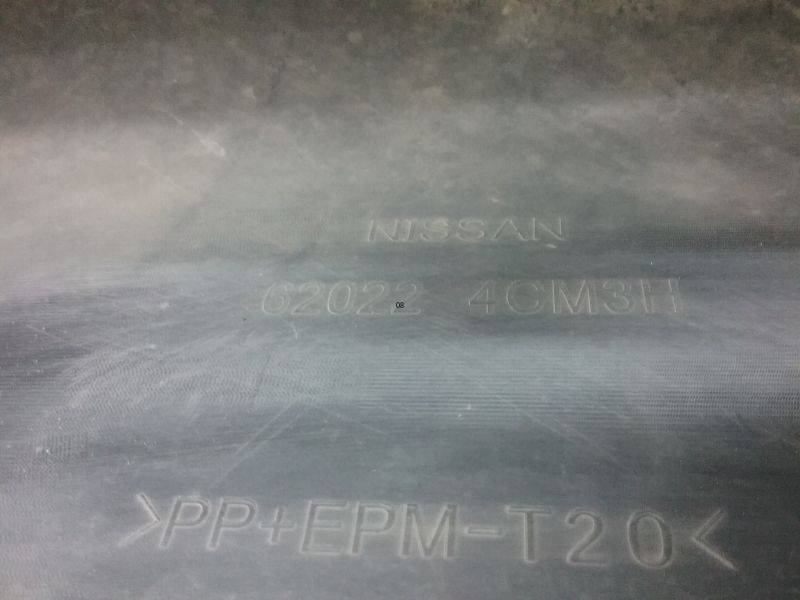 NISSAN
62022 4CM3H
08
>PP+EPM-T20<